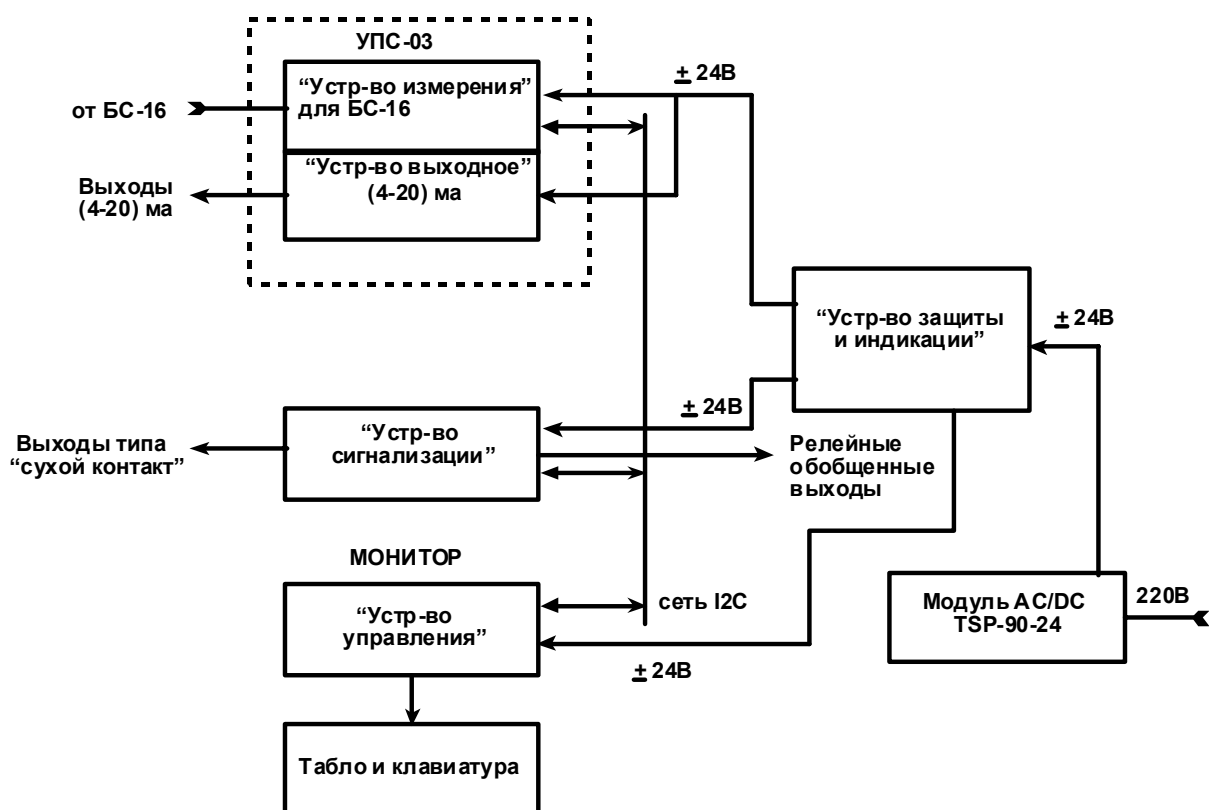 УПС-03
“Устр-во измерения”
для БС-16
± 24В
от БС-16
“Устр-во выходное”
(4-20) ма
Выходы
(4-20) ма
“Устр-во защиты
и индикации”
± 24В
± 24В
Выходы типа
“сухой контакт”
“Устр-во
сигнализации”
Релейные
обобщенные
выходы
МОНИТОР
“Устр-во
управления”
сеть I2C
± 24В
Модуль AC/DC
TSP-90-24
220В
Табло и клавиатура